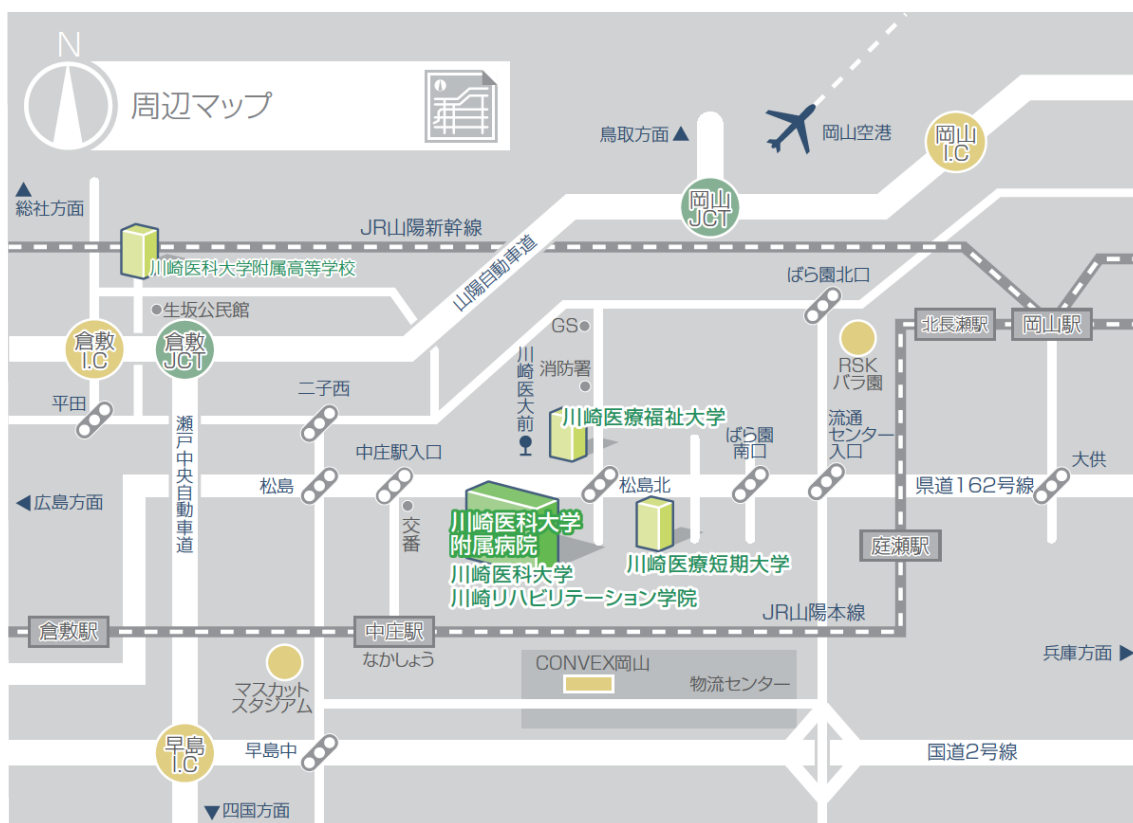 N
周辺マップ
鳥取方面
岡山空港
岡山
I.C
岡山
JCT
総社方面
JR山陽新幹線
川崎医科大学附属高等学校
山陽自動車道
ばら園北口
生坂公民館
GS
北長瀬駅
岡山駅
倉敷
I.C
倉敷
JCT
川崎医大前
消防署
RSK
バラ園
平田
二子西
瀬戸中央自動車道
川崎医療福祉大学
流通
センター
入口
ばら園
南口
中庄駅入口
大供
松島
松島北
県道162号線
広島方面
交番
川崎医科大学
附属病院
川崎医科大学
川崎リハビリテーション学院
川崎医療短期大学
庭瀬駅
JR山陽本線
倉敷駅
中庄駅
なかしょう
兵庫方面
CONVEX岡山
物流センター
マスカット
スタジアム
早島
I.C
早島中
国道2号線
四国方面